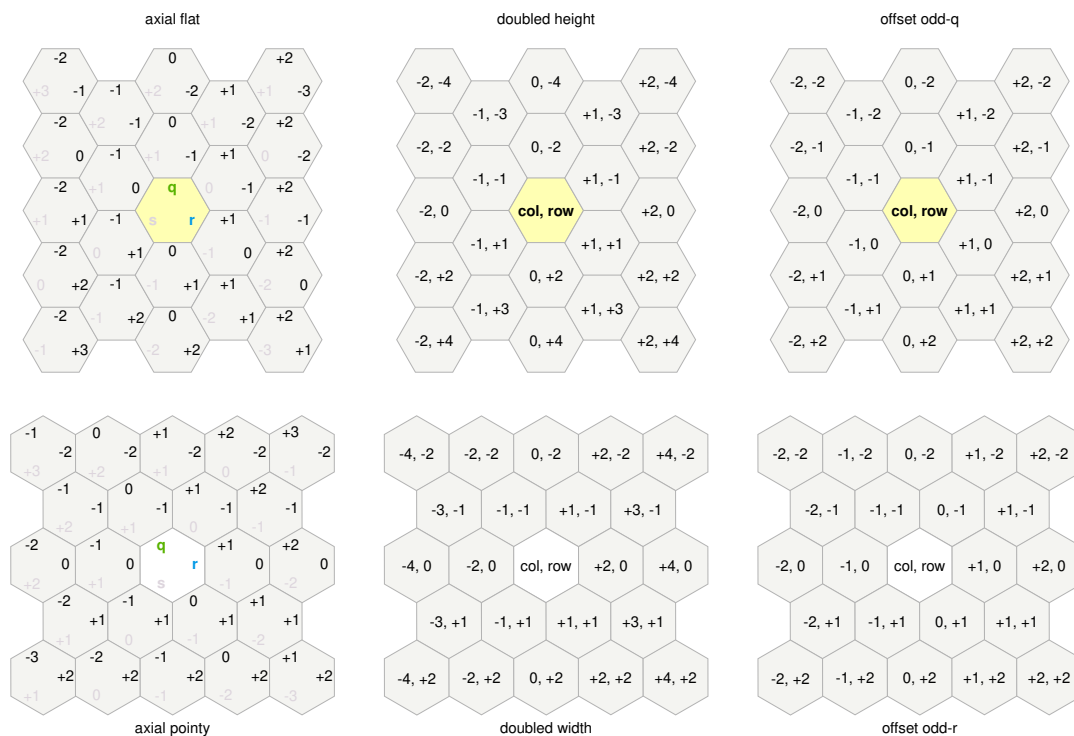 axial flat
-2 0 +2
+3 -1 -1 +2 -2 +1 +1 -3
-2 +2 -1 0 +1 -2 +2
+2 0 -1 +1 -1 +1 0 -2
-2 +1 0 q 0 -1 +2
+1 +1 -1 s r +1 -1 -1
-2 0 +1 0 -1 0 +2
0 +2 -1 -1 +1 +1 -2 0
-2 -1 +2 0 -2 +1 +2
-1 +3 -2 +2 -3 +1
doubled height
-2, -4 0, -4 +2, -4
-1, -3 +1, -3
-2, -2 0, -2 +2, -2
-1, -1 +1, -1
-2, 0 col, row +2, 0
-1, +1 +1, +1
-2, +2 0, +2 +2, +2
-1, +3 +1, +3
-2, +4 0, +4 +2, +4
offset odd-q
-2, -2 0, -2 +2, -2
-1, -2 +1, -2
-2, -1 0, -1 +2, -1
-1, -1 +1, -1
-2, 0 col, row +2, 0
-1, 0 +1, 0
-2, +1 0, +1 +2, +1
-1, +1 +1, +1
-2, +2 0, +2 +2, +2
-1 0 +1 +2 +3
-2 -2 -2 -2 -2
+3 +2 +1 0 -1
-1 0 +1 +2
-1 -1 -1 -1
+2 +1 0 -1
-2 -1 q +1 +2
0 0 r 0 0
+2 +1 s -1 -2
-2 -1 0 +1
+1 +1 +1 +1
+1 0 -1 -2
-3 -2 -1 0 +1
+2 +2 +2 +2 +2
+1 0 -1 -2 -3
axial pointy
-4, -2 -2, -2 0, -2 +2, -2 +4, -2
-3, -1 -1, -1 +1, -1 +3, -1
-4, 0 -2, 0 col, row +2, 0 +4, 0
-3, +1 -1, +1 +1, +1 +3, +1
-4, +2 -2, +2 0, +2 +2, +2 +4, +2
doubled width
-2, -2 -1, -2 0, -2 +1, -2 +2, -2
-2, -1 -1, -1 0, -1 +1, -1
-2, 0 -1, 0 col, row +1, 0 +2, 0
-2, +1 -1, +1 0, +1 +1, +1
-2, +2 -1, +2 0, +2 +1, +2 +2, +2
offset odd-r